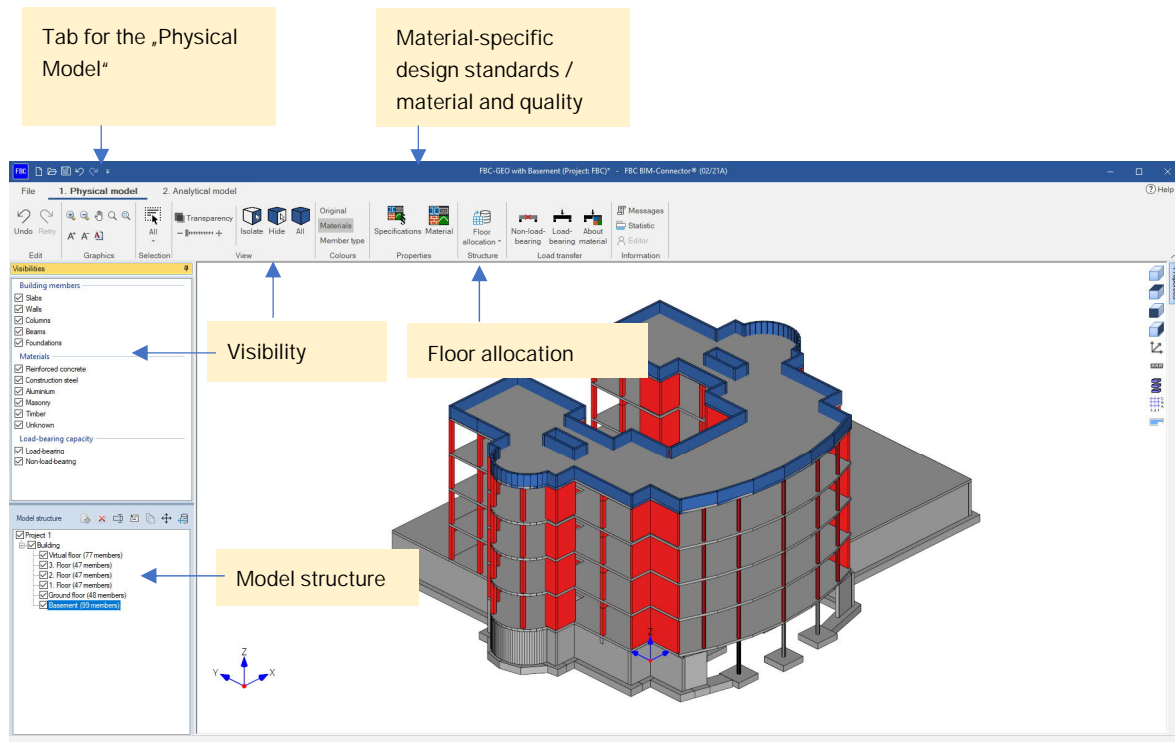 Tab for the „Physical
Model“
Material-specific
design standards /
material and quality
FBC
FBC-GEO with Basement (Project: FBC)* - FBC BIM-Connector® (02/21A)
File 1. Physical model 2. Analytical model
Help
Undo Retry
A⁺ A⁻ A
All
Transparency
Isolate Hide All
Original
Materials
Member type
Specifications Material
Floor
allocation
Non-load-
bearing
Load-
bearing
About
material
Messages
Statistic
Editor
Edit Graphics Selection View Colours Properties Structure Load transfer Information
Visibilities
Building members
Slabs
Walls
Columns
Beams
Foundations
Materials
Reinforced concrete
Construction steel
Aluminium
Masonry
Timber
Unknown
Load-bearing capacity
Load-bearing
Non-load-bearing
Visibility
Floor allocation
Model structure
Project 1
Building
Virtual floor (77 members)
3. Floor (47 members)
2. Floor (47 members)
1. Floor (47 members)
Ground floor (48 members)
Basement (99 members)
Model structure
Z
Y
X
Z